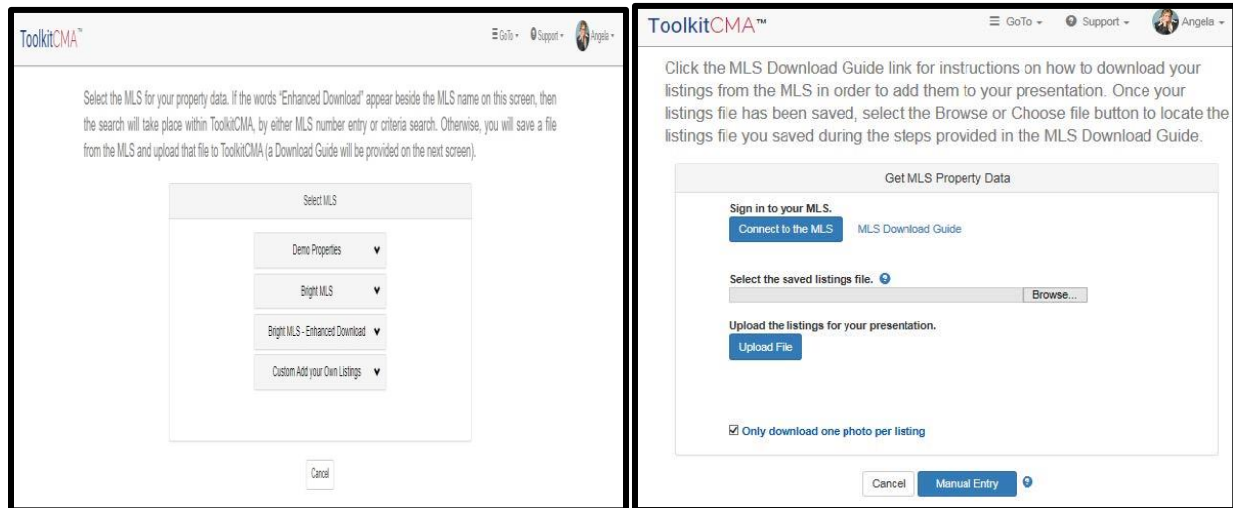 ToolkitCMA™
GoTo
Support
Angela
Select the MLS for your property data. If the words "Enhanced Download" appear beside the MLS name on this screen, then
the search will take place within ToolkitCMA, by either MLS number entry or criteria search. Otherwise, you will save a file
from the MLS and upload that file to ToolkitCMA (a Download Guide will be provided on the next screen).
Select MLS
Demo Properties
Bright MLS
Bright MLS - Enhanced Download
Custom Add your Own Listings
Cancel
ToolkitCMA™
GoTo
Support
Angela
Click the MLS Download Guide link for instructions on how to download your
listings from the MLS in order to add them to your presentation. Once your
listings file has been saved, select the Browse or Choose file button to locate the
listings file you saved during the steps provided in the MLS Download Guide.
Get MLS Property Data
Sign in to your MLS.
Connect to the MLS MLS Download Guide
Select the saved listings file.
Browse...
Upload the listings for your presentation.
Upload File
Only download one photo per listing
Cancel Manual Entry